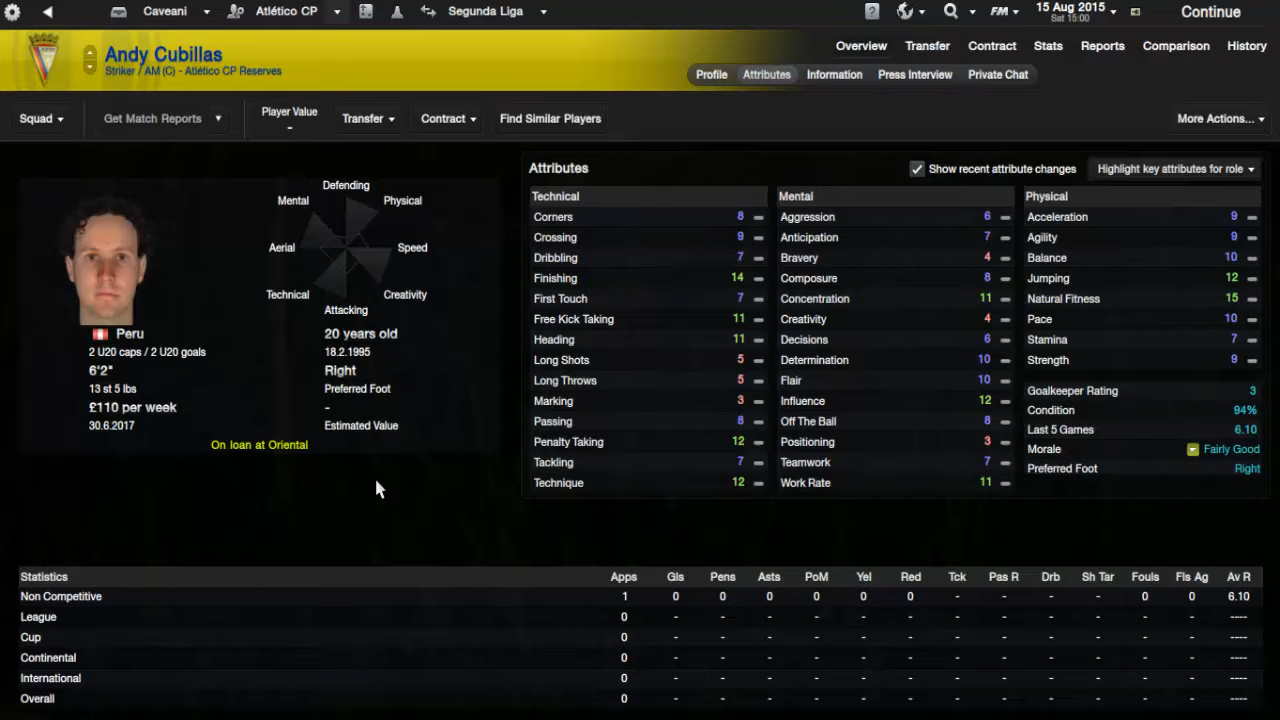 Caveani Atlético CP Segunda Liga ? FM 15 Aug 2015 Sat 15:00 Continue
Andy Cubillas
Striker / AM (C) - Atlético CP Reserves
Overview Transfer Contract Stats Reports Comparison History
Profile Attributes Information Press Interview Private Chat
Squad Get Match Reports Player Value - Transfer Contract Find Similar Players More Actions...
Defending
Mental Physical
Aerial Speed
Technical Creativity
Attacking
Peru 20 years old
2 U20 caps / 2 U20 goals 18.2.1995
6'2" Right
13 st 5 lbs Preferred Foot
£110 per week -
30.6.2017 Estimated Value
On loan at Oriental
Attributes Show recent attribute changes Highlight key attributes for role
Technical Mental Physical
Corners 8 Aggression 6 Acceleration 9
Crossing 9 Anticipation 7 Agility 9
Dribbling 7 Bravery 4 Balance 10
Finishing 14 Composure 8 Jumping 12
First Touch 7 Concentration 11 Natural Fitness 15
Free Kick Taking 11 Creativity 4 Pace 10
Heading 11 Decisions 6 Stamina 7
Long Shots 5 Determination 10 Strength 9
Long Throws 5 Flair 10
Marking 3 Influence 12
Passing 8 Off The Ball 8
Penalty Taking 12 Positioning 3
Tackling 7 Teamwork 7
Technique 12 Work Rate 11
Goalkeeper Rating 3
Condition 94%
Last 5 Games 6.10
Morale Fairly Good
Preferred Foot Right
Statistics Apps Gls Pens Asts PoM Yel Red Tck Pas R Drb Sh Tar Fouls Fls Ag Av R
Non Competitive 1 0 0 0 0 0 0 - - - - 0 0 6.10
League 0 - - - - - - - - - - - - ----
Cup 0 - - - - - - - - - - - - ----
Continental 0 - - - - - - - - - - - - ----
International 0 - - - - - - - - - - - - ----
Overall 0 - - - - - - - - - - - - ----